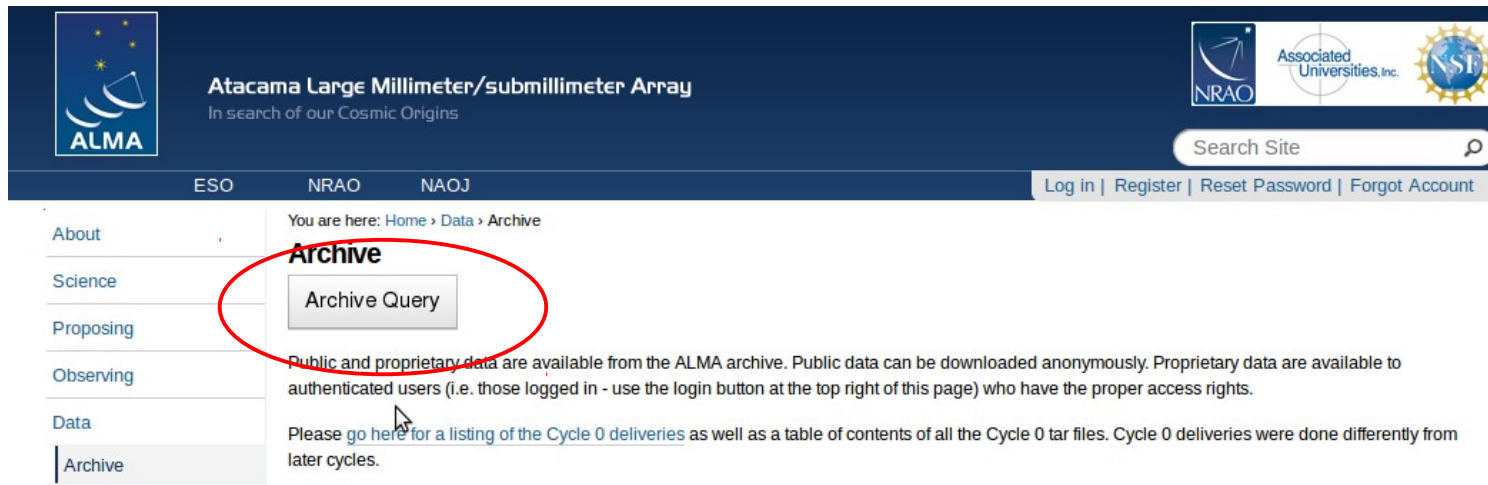 ALMA
Atacama Large Millimeter/submillimeter Array
In search of our Cosmic Origins
NRAO
Associated
Universities, Inc.
NSF
Search Site
ESO NRAO NAOJ
Log in | Register | Reset Password | Forgot Account
About
Science
Proposing
Observing
Data
Archive
You are here: Home › Data › Archive
Archive
Archive Query
Public and proprietary data are available from the ALMA archive. Public data can be downloaded anonymously. Proprietary data are available to
authenticated users (i.e. those logged in - use the login button at the top right of this page) who have the proper access rights.
Please go here for a listing of the Cycle 0 deliveries as well as a table of contents of all the Cycle 0 tar files. Cycle 0 deliveries were done differently from
later cycles.